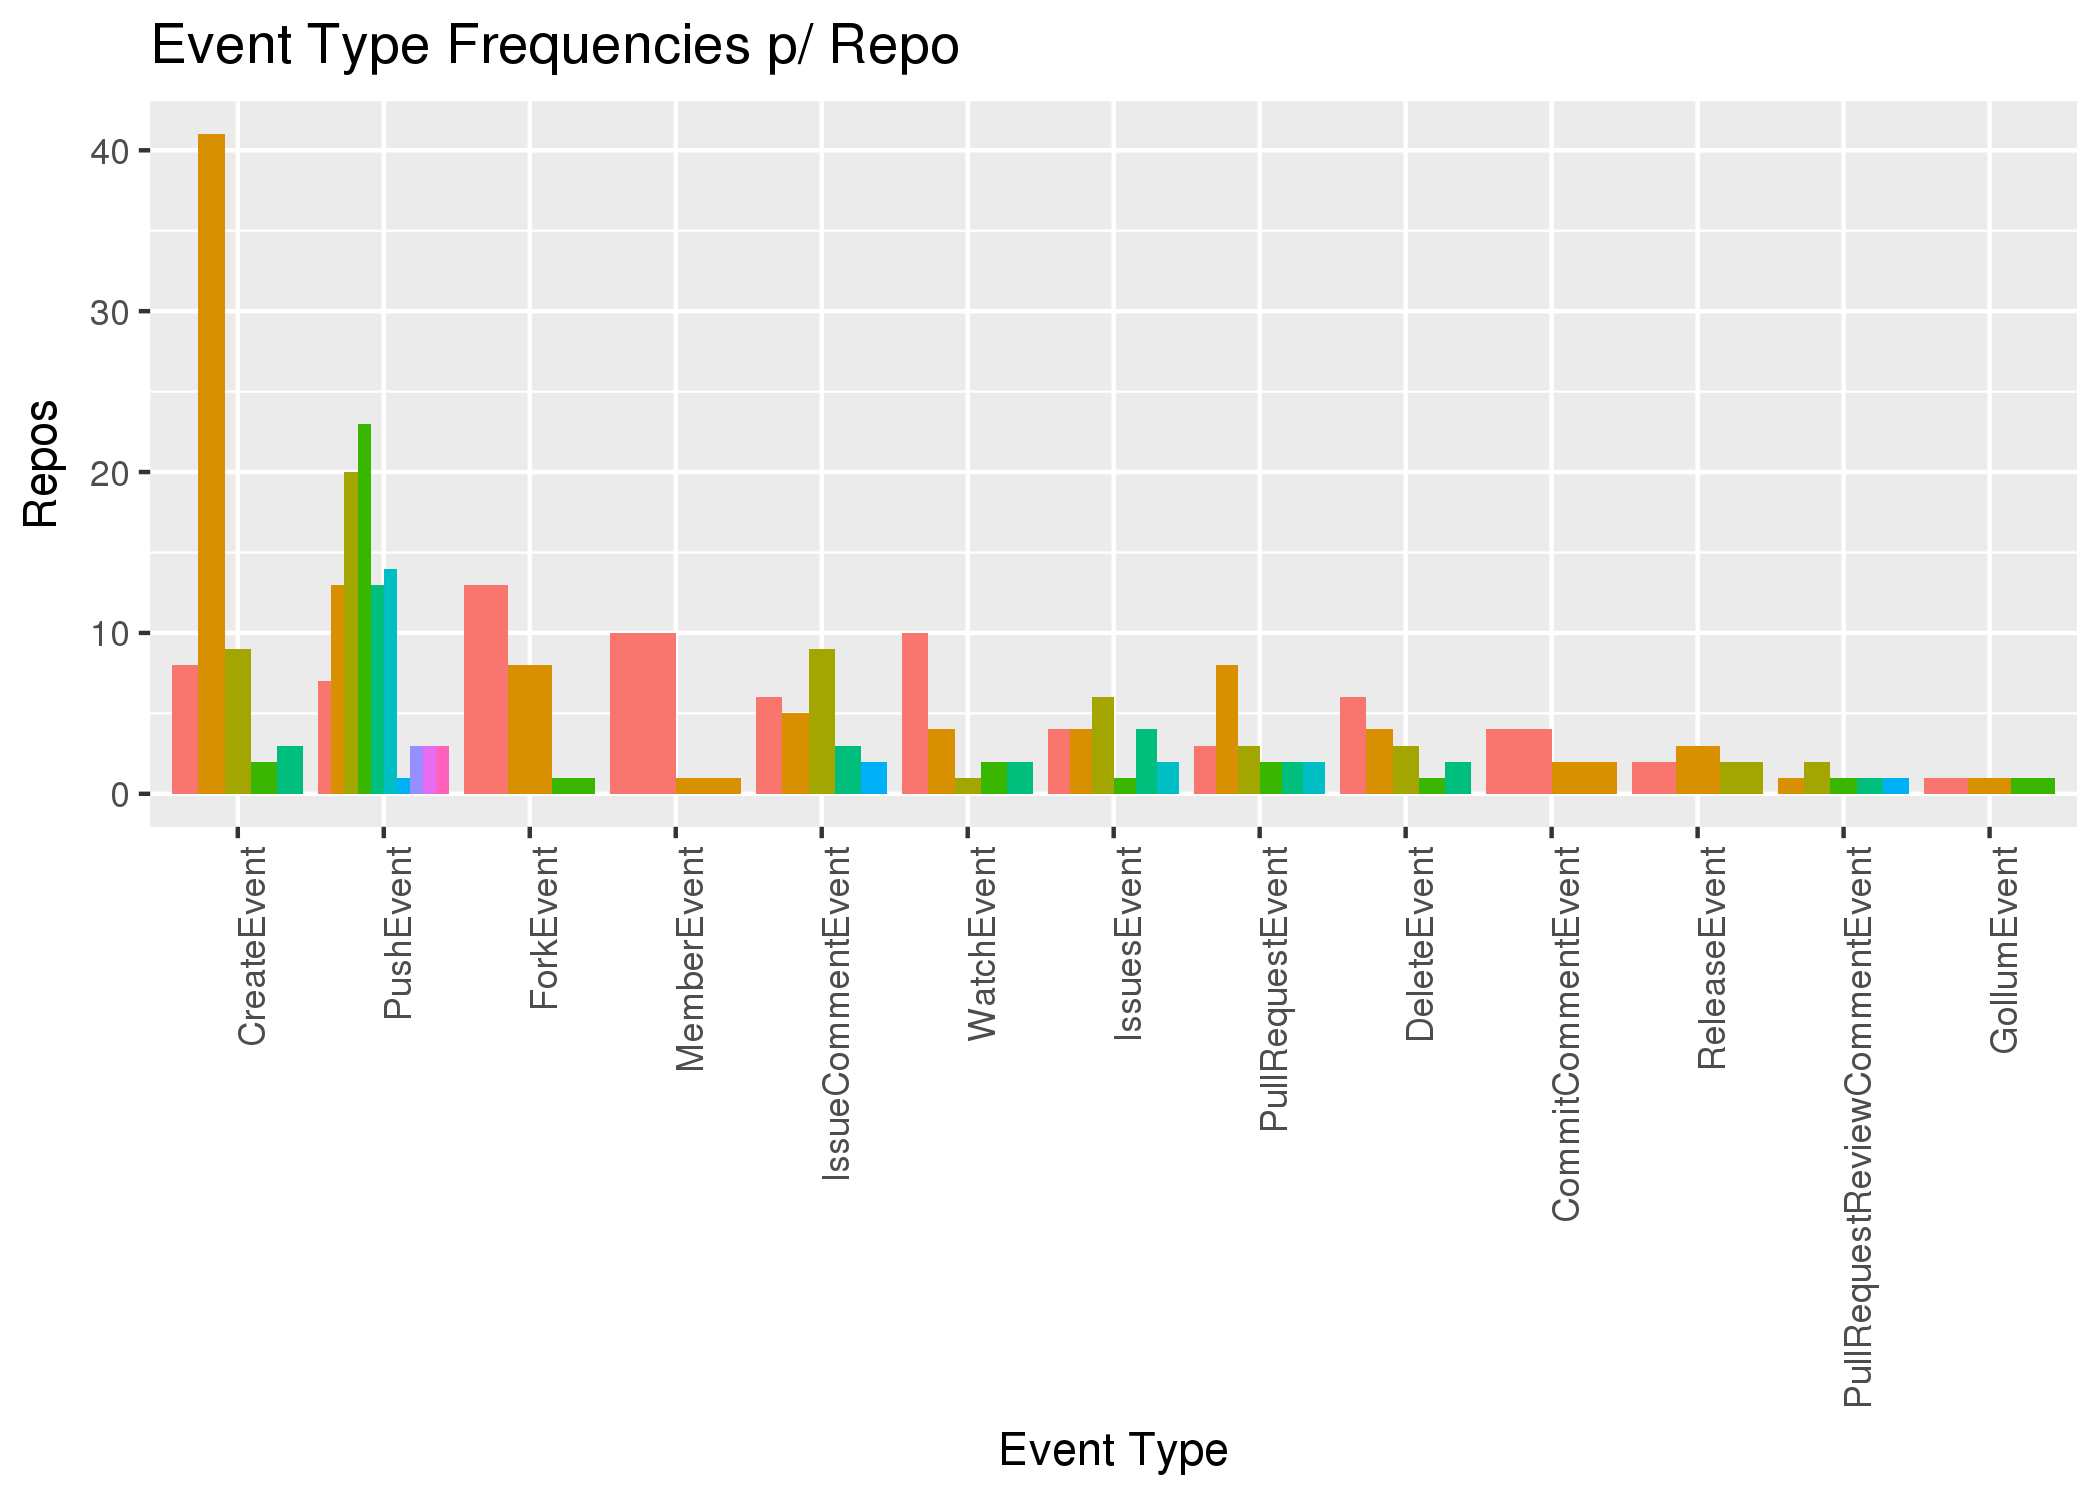 Event Type Frequencies p/ Repo
Repos
40
30
20
10
0
CreateEvent
PushEvent
ForkEvent
MemberEvent
IssueCommentEvent
WatchEvent
IssuesEvent
PullRequestEvent
DeleteEvent
CommitCommentEvent
ReleaseEvent
PullRequestReviewCommentEvent
GollumEvent
Event Type